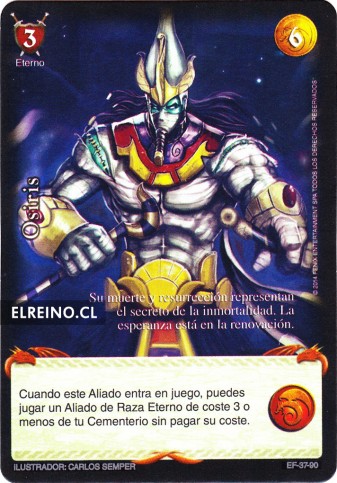 3
6
Eterno
© 2014 FENIX ENTERTAINMENT SPA TODOS LOS DERECHOS RESERVADOS
Osiris
Su muerte y resurrección representan
el secreto de la inmortalidad. La
esperanza está en la renovación.
ELREINO.CL
Cuando este Aliado entra en juego, puedes
jugar un Aliado de Raza Eterno de coste 3 o
menos de tu Cementerio sin pagar su coste.
ILUSTRADOR: CARLOS SEMPER
EF-37-90